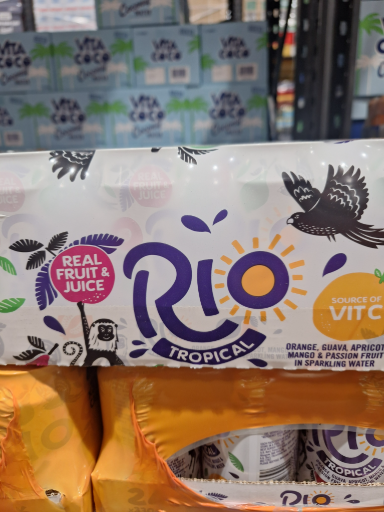 VITA COCO
VITA COCO
VITA COCO
VITA COCO
VITA COCO
VITA COCO
REAL
FRUIT &
JUICE
RIO
TROPICAL
SOURCE OF
VIT C
ORANGE, GUAVA, APRICOT
MANGO & PASSION FRUIT
IN SPARKLING WATER
RIO
TROPICAL
RIO